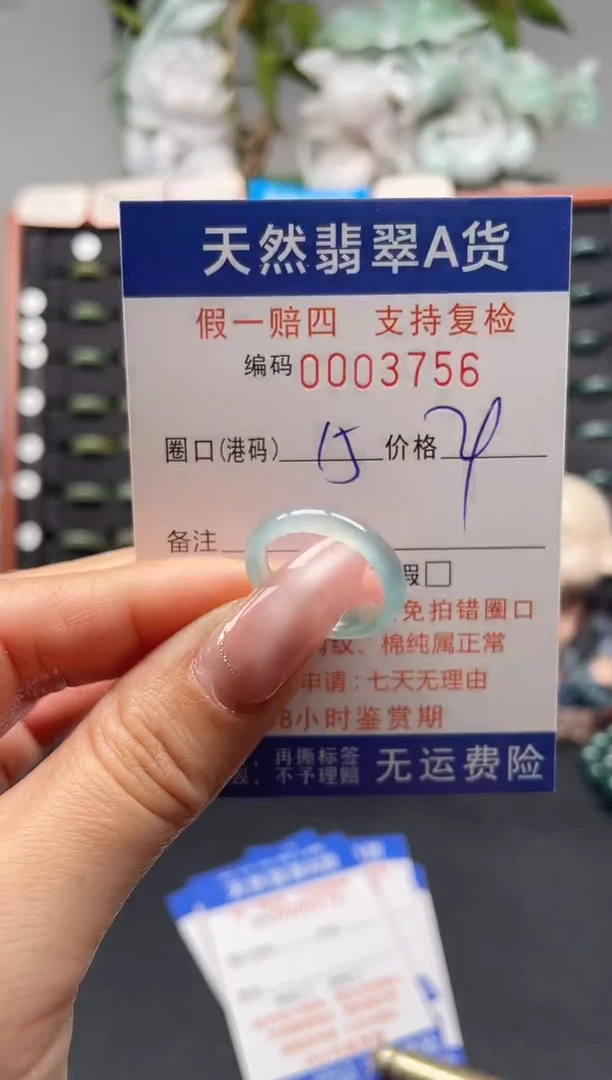 天然翡翠A货
假一赔四 支持复检
编码 0003756
圈口(港码) 15 价格
备注
假□
免拍错圈口
纹、棉纯属正常
申请:七天无理由
8小时鉴赏期
再撕标签
不予理赔
无运费险